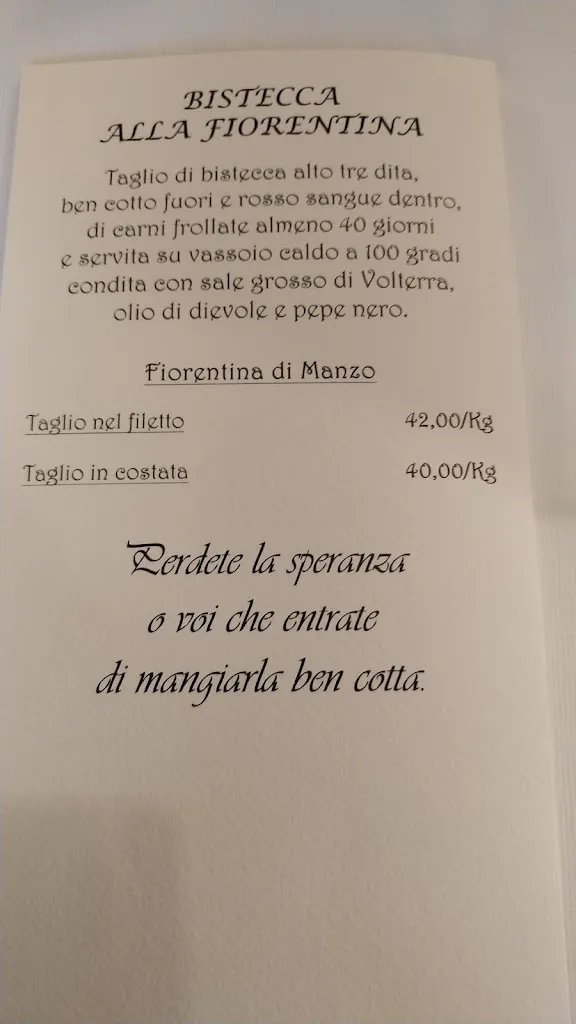 BISTECCA
ALLA FIORENTINA
Taglio di bistecca alto tre dita,
ben cotto fuori e rosso sangue dentro,
di carni frollate almeno 40 giorni
e servita su vassoio caldo a 100 gradi
condita con sale grosso di Volterra,
olio di dievole e pepe nero.
Fiorentina di Manzo
Taglio nel filetto 42,00/Kg
Taglio in costata 40,00/Kg
Perdete la speranza
o voi che entrate
di mangiarla ben cotta.